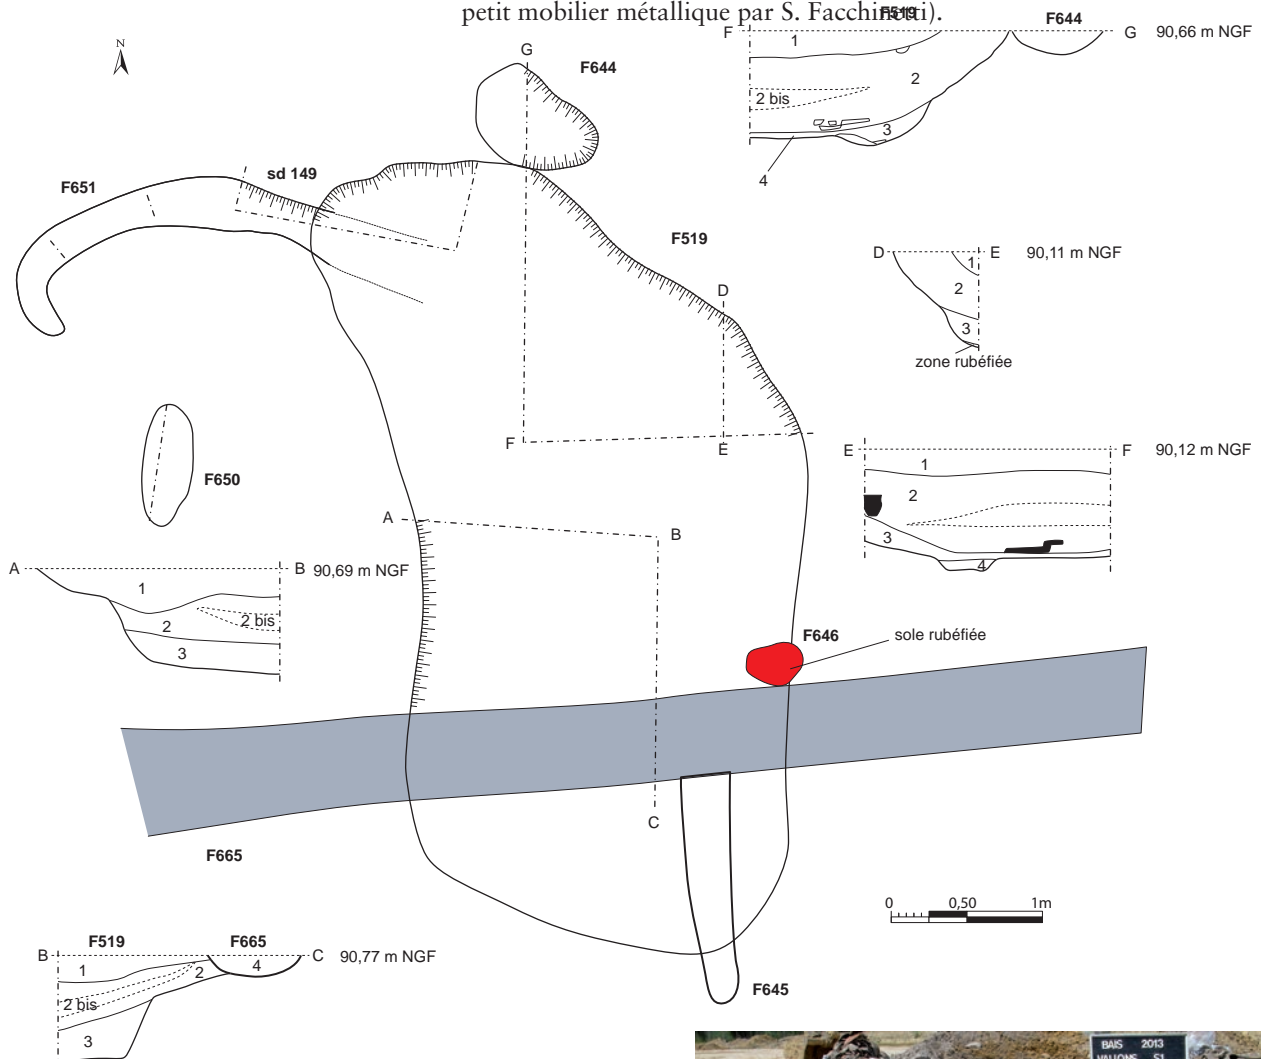 petit mobilier métallique par S. Facchinetti).
F519
F644
F G 90,66 m NGF
1
2
2 bis
3
4
N
G
F644
sd 149
F651
F519
D
F E
D E 90,11 m NGF
1
2
3
zone rubéfiée
F650
A
B
E F 90,12 m NGF
1
2
3
4
A B 90,69 m NGF
1
2 bis
2
3
F646
sole rubéfiée
C
F665
0 0,50 1m
F519 F665
B C 90,77 m NGF
1
2
4
2 bis
3
F645
BAIS 2013
VALLONS S1